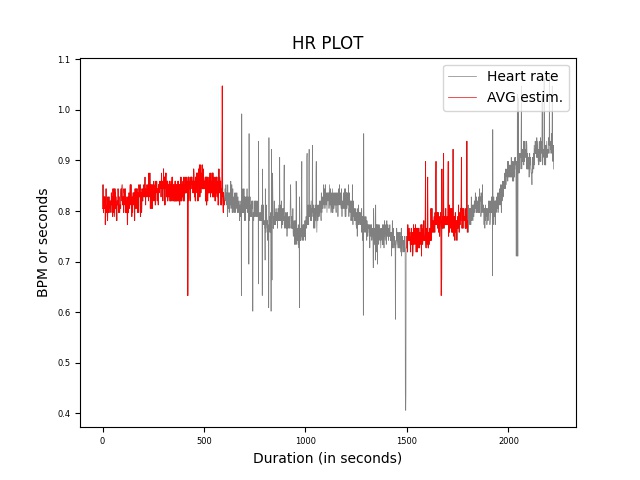 HR PLOT
Heart rate
AVG estim.
BPM or seconds
1.1
1.0
0.9
0.8
0.7
0.6
0.5
0.4
0
500
1000
1500
2000
Duration (in seconds)